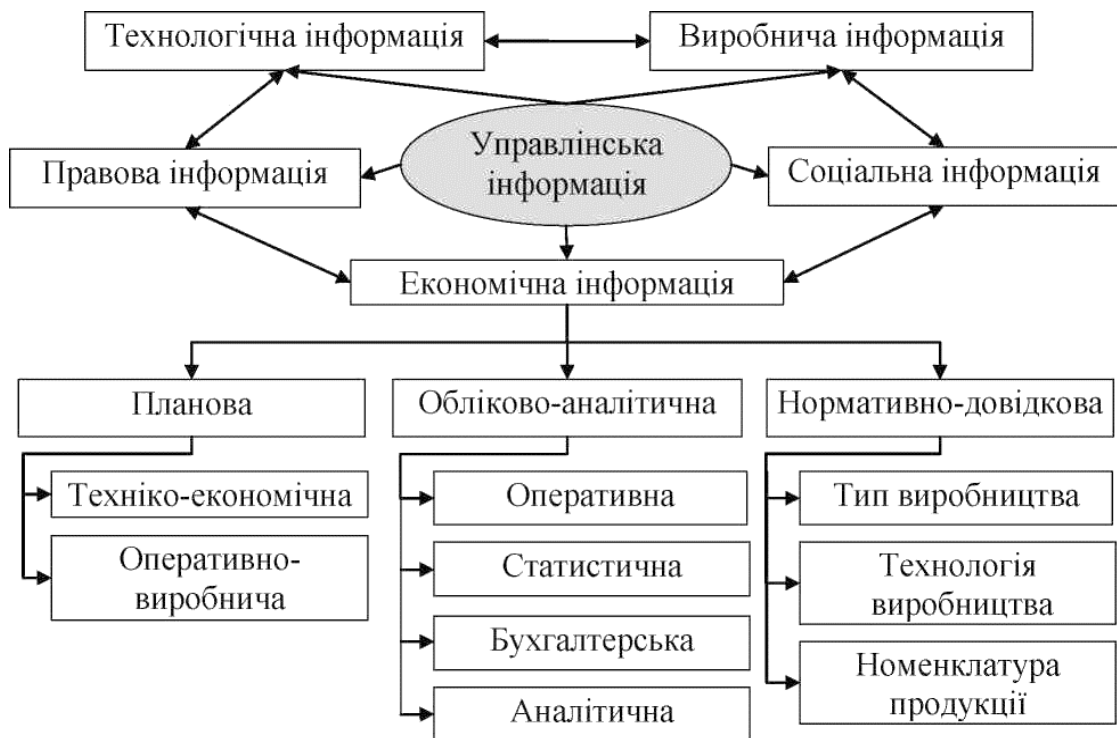 Технологічна інформація
Виробнича інформація
Управлінська
інформація
Правова інформація
Соціальна інформація
Економічна інформація
Планова
Обліково-аналітична
Нормативно-довідкова
Техніко-економічна
Оперативно-
виробнича
Оперативна
Статистична
Бухгалтерська
Аналітична
Тип виробництва
Технологія
виробництва
Номенклатура
продукції